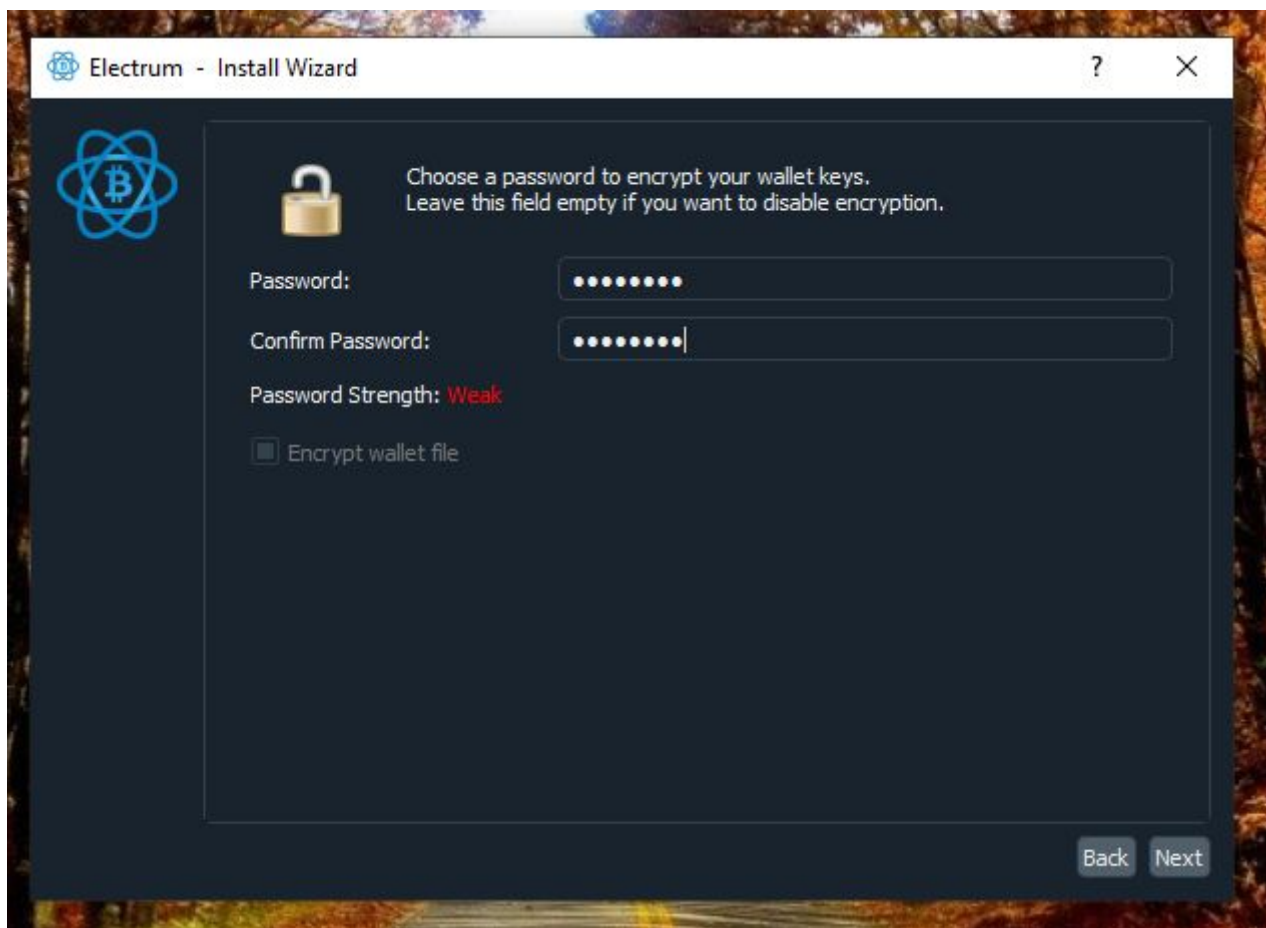 Electrum - Install Wizard
Choose a password to encrypt your wallet keys.
Leave this field empty if you want to disable encryption.
Password: ••••••••
Confirm Password: ••••••••
Password Strength: Weak
Encrypt wallet file
Back Next